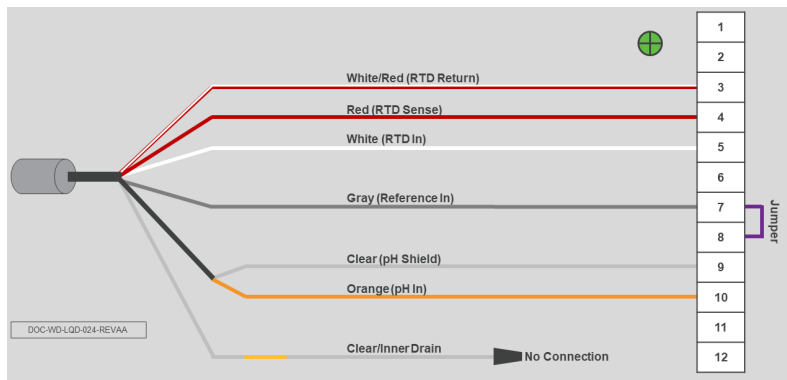 1
2
White/Red (RTD Return)
3
Red (RTD Sense)
4
White (RTD In)
5
6
Gray (Reference In)
7
Jumper
8
Clear (pH Shield)
9
Orange (pH In)
10
DOC-WD-LQD-024-REVAA
11
Clear/Inner Drain
No Connection
12